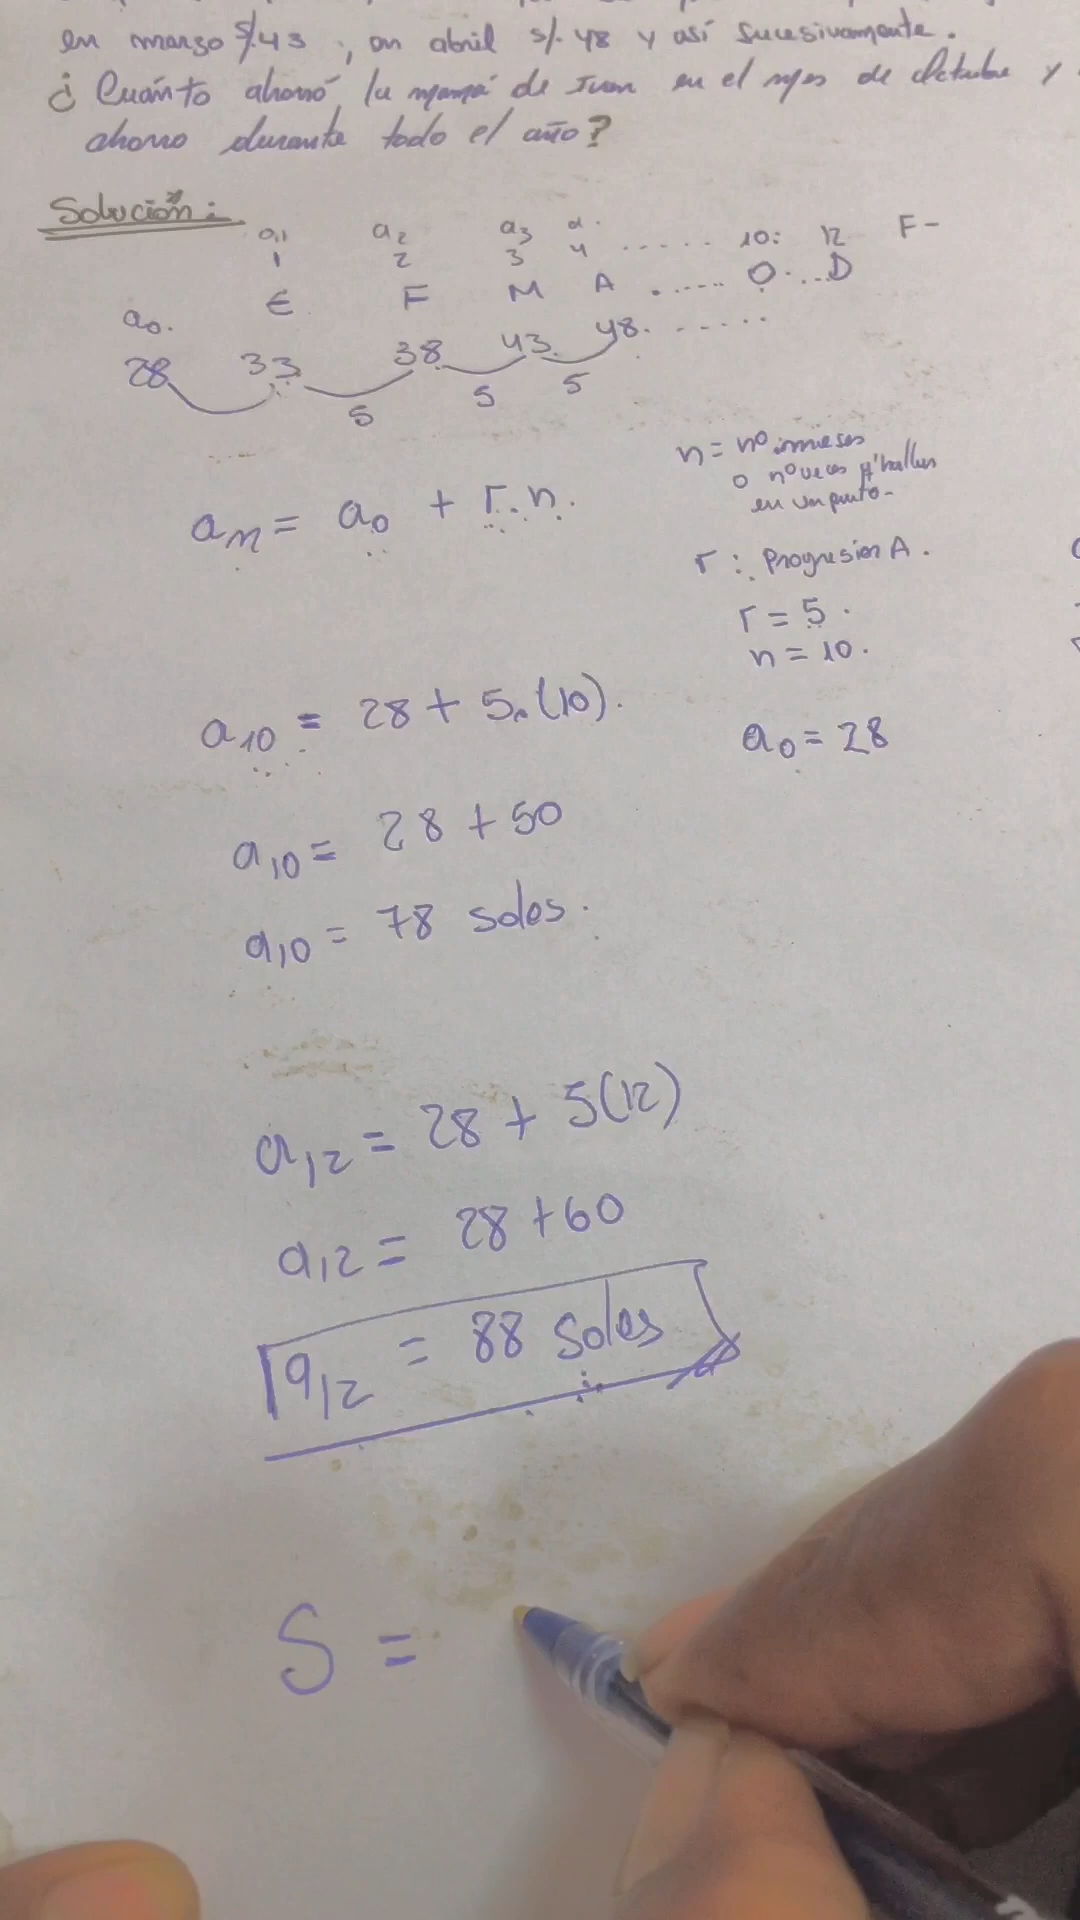 en marzo S/.43 ; en abril s/. 48 y así sucesivamente.
¿ Cuánto ahorró la mamá de Juan en el mes de Octubre y
ahorro durante todo el año?
Solución:
a1 a2 a3 a.
1 2 3 4 ...... 10: 12 F-
E F M A ...... O....D
a0.
28 33 38 43 48. ......
5 5 5
n = nº inmieses
o nº veces q' hallen
en un punto-
an = a0 + r.n.
r : Progresion A.
r = 5.
n = 10.
a10 = 28 + 5.(10).
a0 = 28
a10 = 28 + 50
a10 = 78 soles.
a12 = 28 + 5(12)
a12 = 28 + 60
a12 = 88 soles
S =